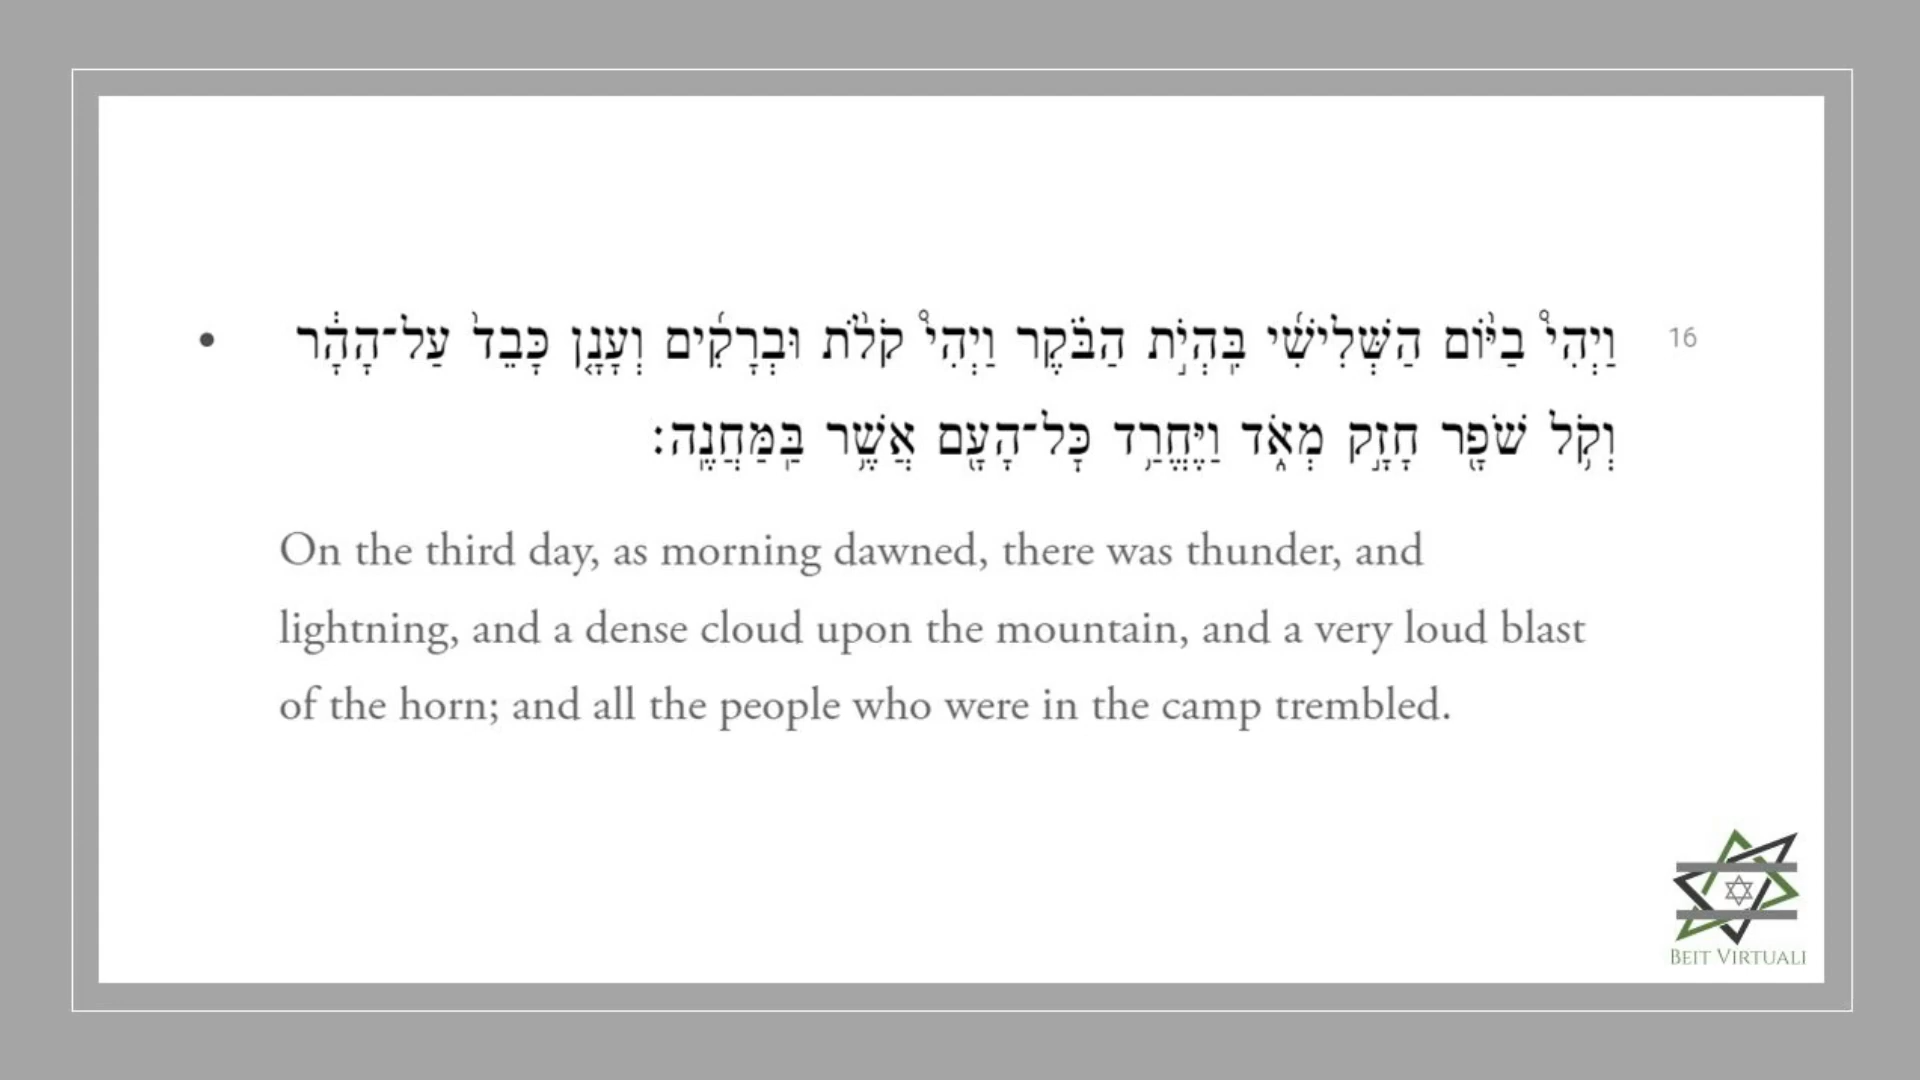 16
וַיְהִי֩ בַיּ֨וֹם הַשְּׁלִישִׁ֜י בִּֽהְיֹ֣ת הַבֹּ֗קֶר וַיְהִי֩ קֹלֹ֨ת וּבְרָקִ֜ים וְעָנָ֤ן כָּבֵד֙ עַל־הָהָ֔ר
וְקֹ֥ל שֹׁפָ֖ר חָזָ֣ק מְאֹ֑ד וַיֶּחֱרַ֥ד כָּל־הָעָ֖ם אֲשֶׁ֥ר בַּֽמַּחֲנֶֽה׃
On the third day, as morning dawned, there was thunder, and
lightning, and a dense cloud upon the mountain, and a very loud blast
of the horn; and all the people who were in the camp trembled.
BEIT VIRTUALI